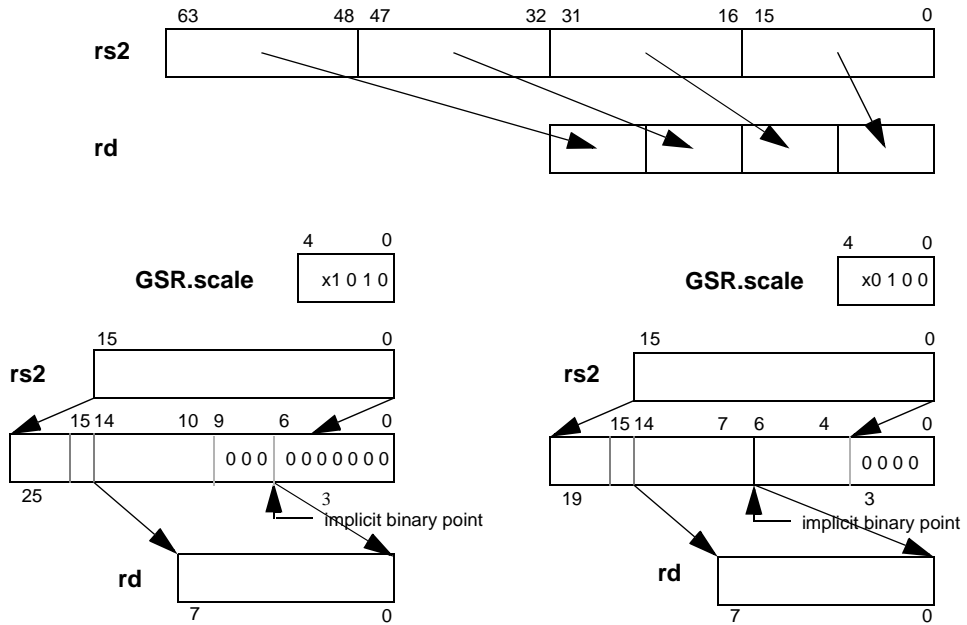 63 48 47 32 31 16 15 0
rs2
rd
4 0
GSR.scale x1 0 1 0
15 0
rs2
15 14 10 9 6 0
0 0 0 0 0 0 0 0 0 0
25 3
implicit binary point
rd
7 0
4 0
GSR.scale x0 1 0 0
15 0
rs2
15 14 7 6 4 0
0 0 0 0
19 3
implicit binary point
rd
7 0